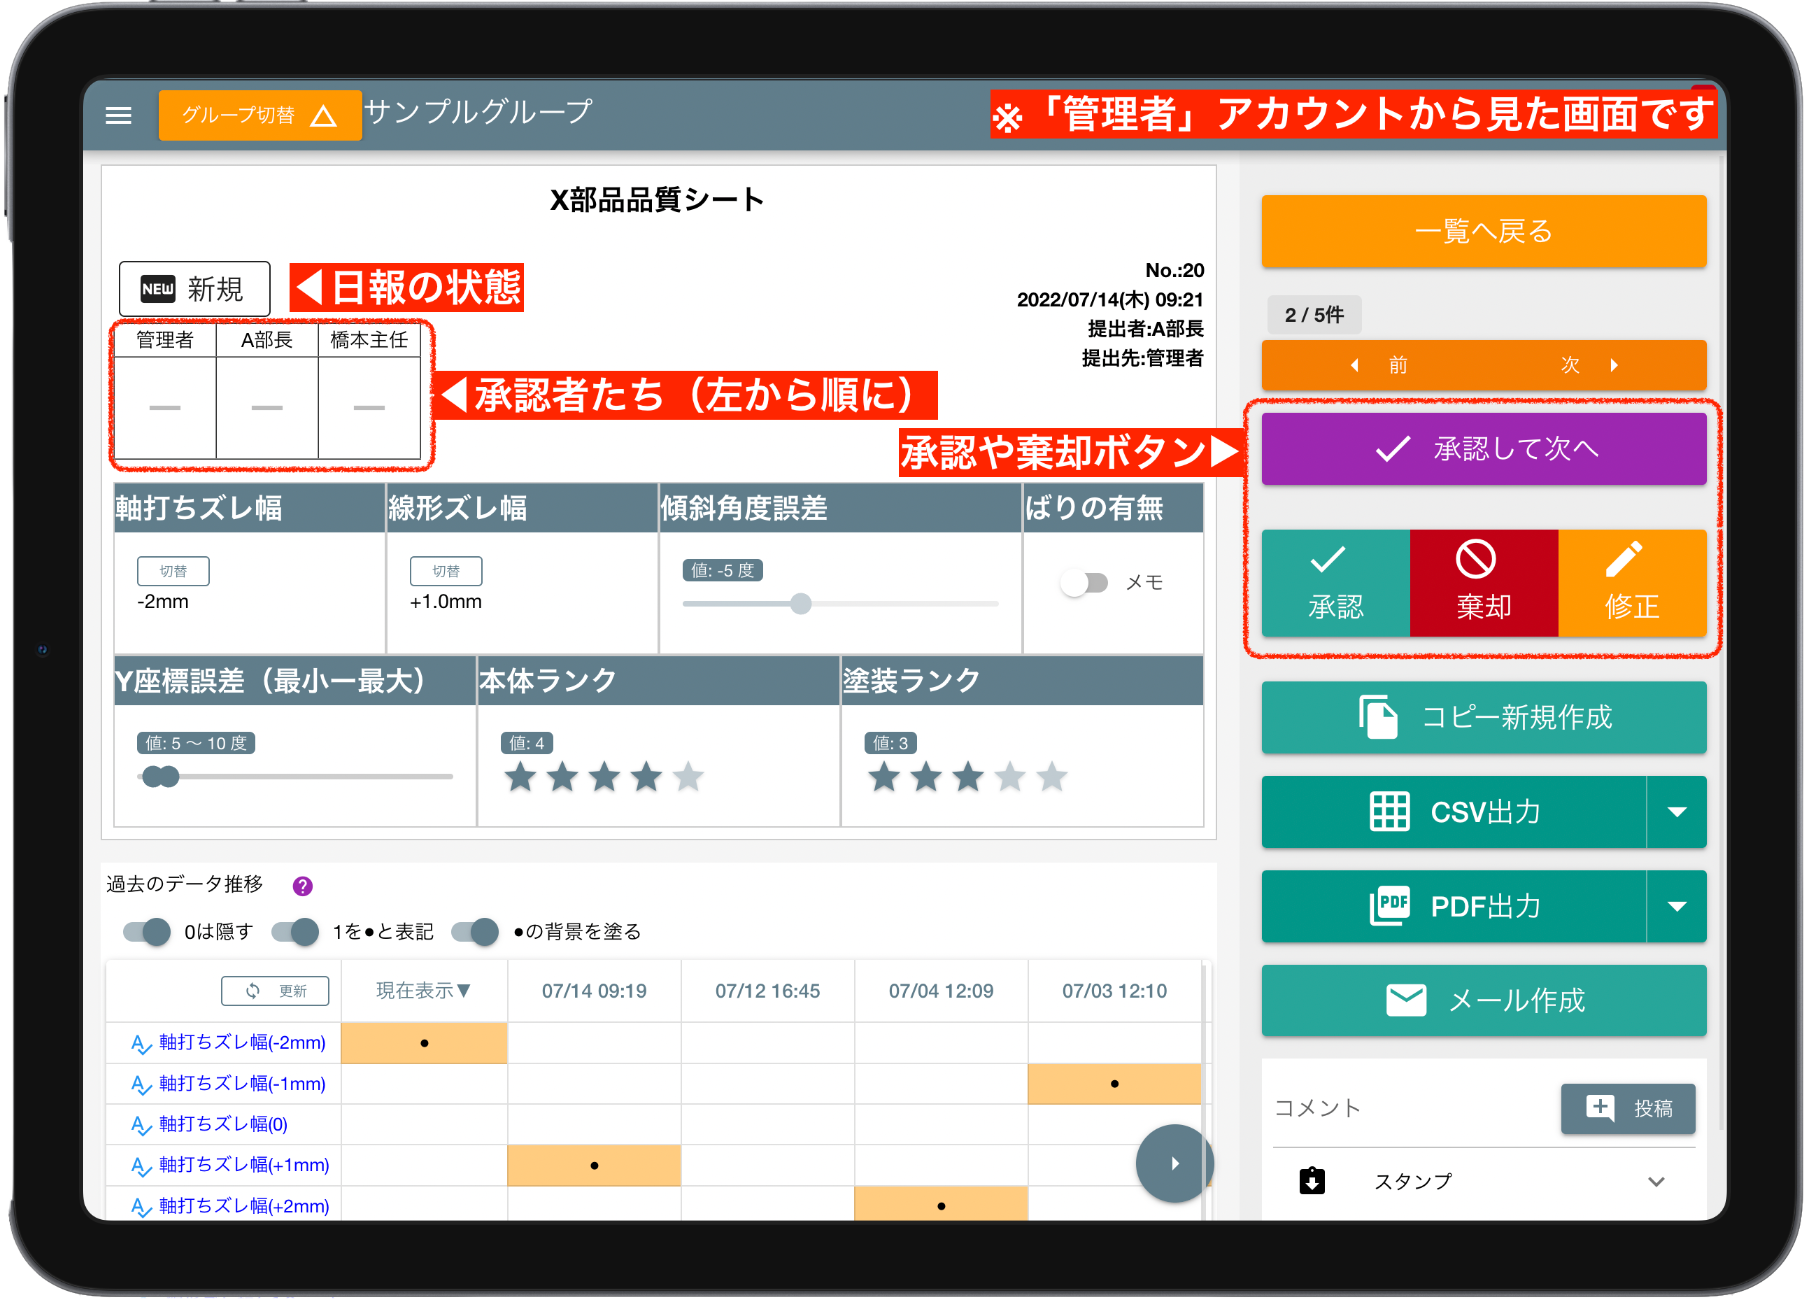 グループ切替
サンプルグループ
※「管理者」アカウントから見た画面です
X部品品質シート
NEW 新規
◀日報の状態
No.:20
2022/07/14(木) 09:21
提出者:A部長
提出先:管理者
管理者 A部長 橋本主任
— — —
◀承認者たち（左から順に）
承認や棄却ボタン▶
軸打ちズレ幅 線形ズレ幅 傾斜角度誤差 ばりの有無
切替 切替 値: -5 度 メモ
-2mm +1.0mm
Y座標誤差（最小ー最大） 本体ランク 塗装ランク
値: 5 ～ 10 度 値: 4 値: 3
過去のデータ推移 ?
0は隠す 1を●と表記 ●の背景を塗る
更新 現在表示▼ 07/14 09:19 07/12 16:45 07/04 12:09 07/03 12:10
軸打ちズレ幅(-2mm) ●
軸打ちズレ幅(-1mm) ●
軸打ちズレ幅(0)
軸打ちズレ幅(+1mm) ●
軸打ちズレ幅(+2mm) ●
一覧へ戻る
2 / 5件
前 次
承認して次へ
承認 棄却 修正
コピー新規作成
CSV出力
PDF PDF出力
メール作成
コメント 投稿
スタンプ